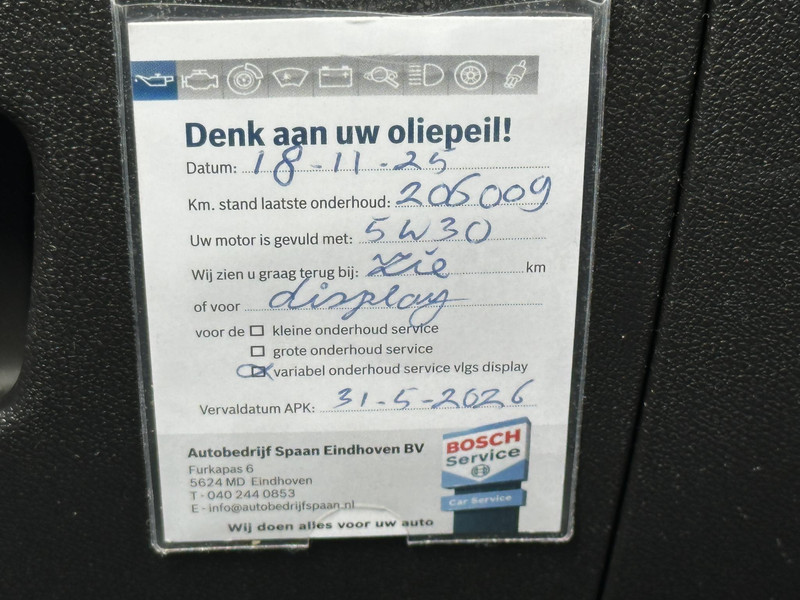 Denk aan uw oliepeil!
Datum: 18-11-25
Km. stand laatste onderhoud: 206009
Uw motor is gevuld met: 5W30
Wij zien u graag terug bij: Zie km
of voor display
voor de kleine onderhoud service
grote onderhoud service
variabel onderhoud service vlgs display
Vervaldatum APK: 31-5-2026
Autobedrijf Spaan Eindhoven BV
Furkapas 6
5624 MD Eindhoven
T - 040 244 0853
E - info@autobedrijfspaan.nl
Wij doen alles voor uw auto
BOSCH
Service
Car Service